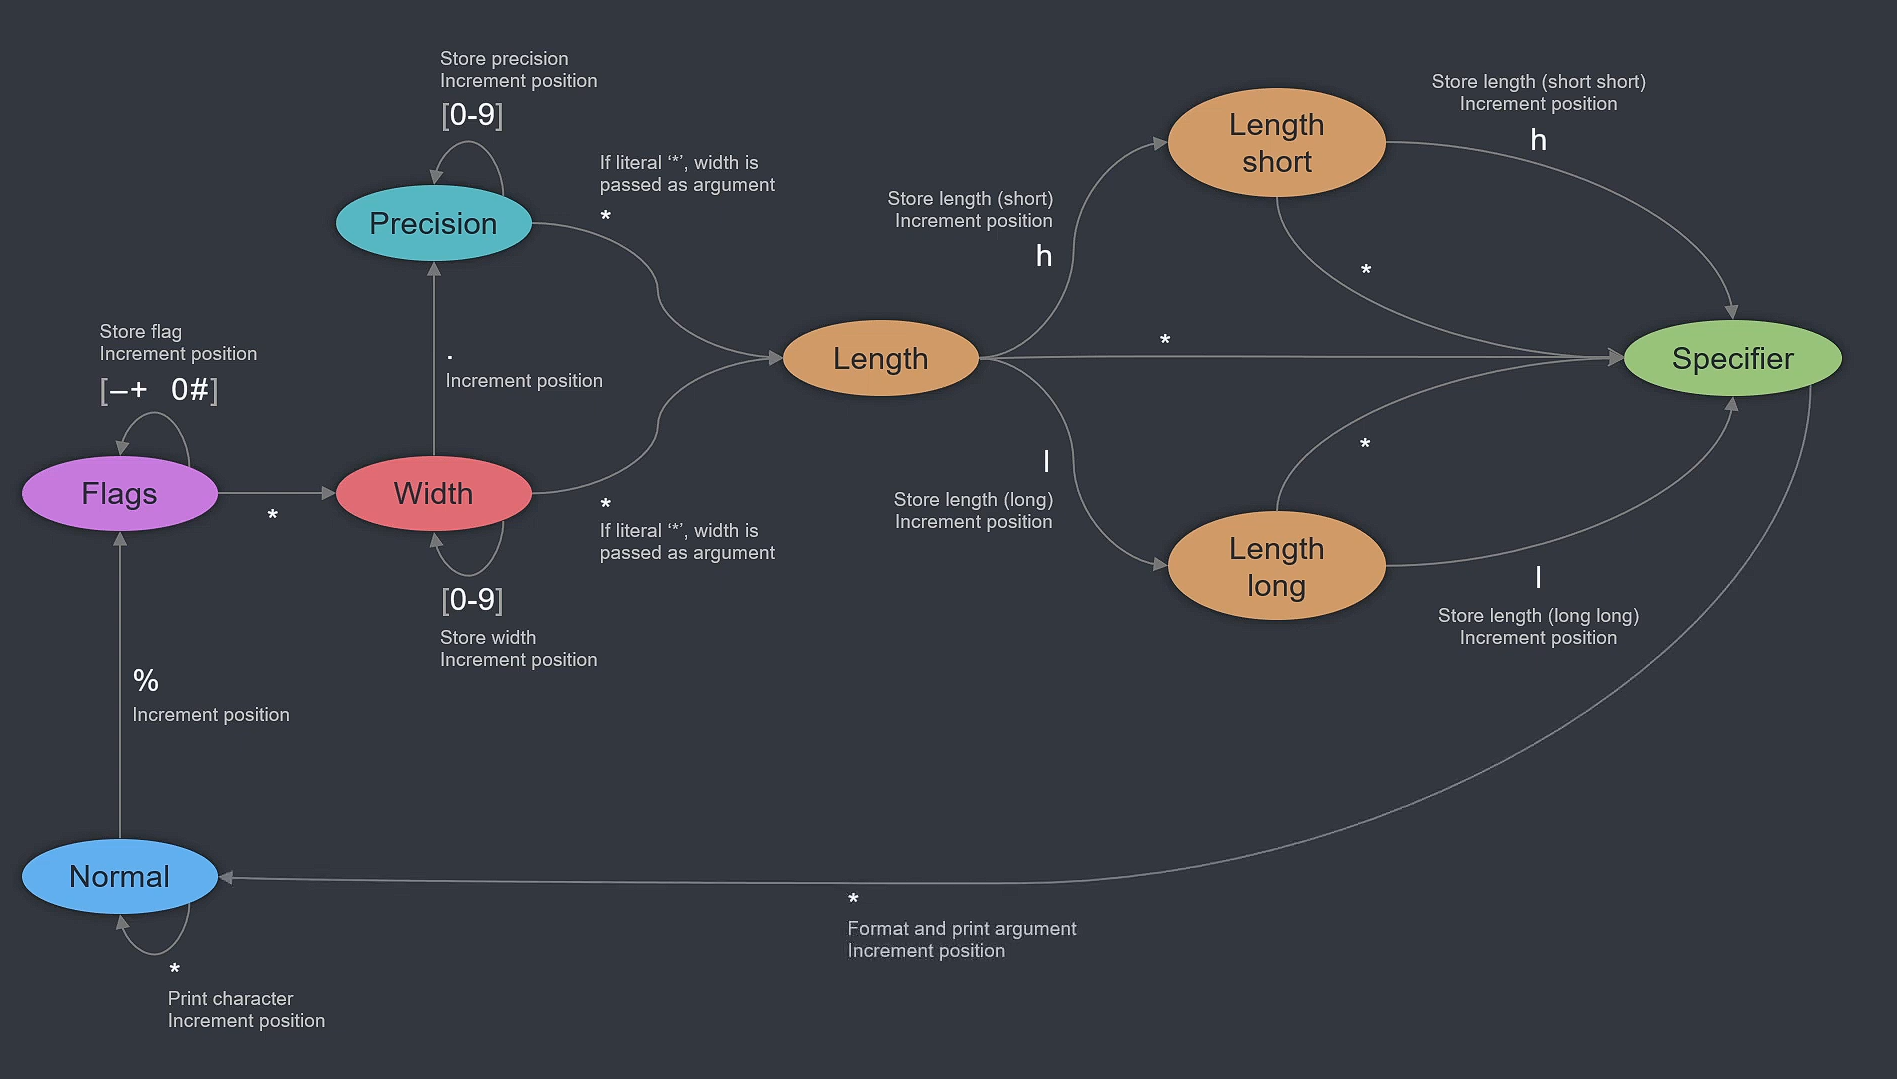 Store precision
Increment position
[0-9]
Precision
If literal ‘*’, width is
passed as argument
*
Store flag
Increment position
[–+ 0#]
Flags
*
.
Increment position
Width
*
If literal ‘*’, width is
passed as argument
[0-9]
Store width
Increment position
%
Increment position
Normal
*
Print character
Increment position
Length
Store length (short)
Increment position
h
*
l
Store length (long)
Increment position
Length
short
Store length (short short)
Increment position
h
*
Specifier
*
Length
long
l
Store length (long long)
Increment position
*
Format and print argument
Increment position